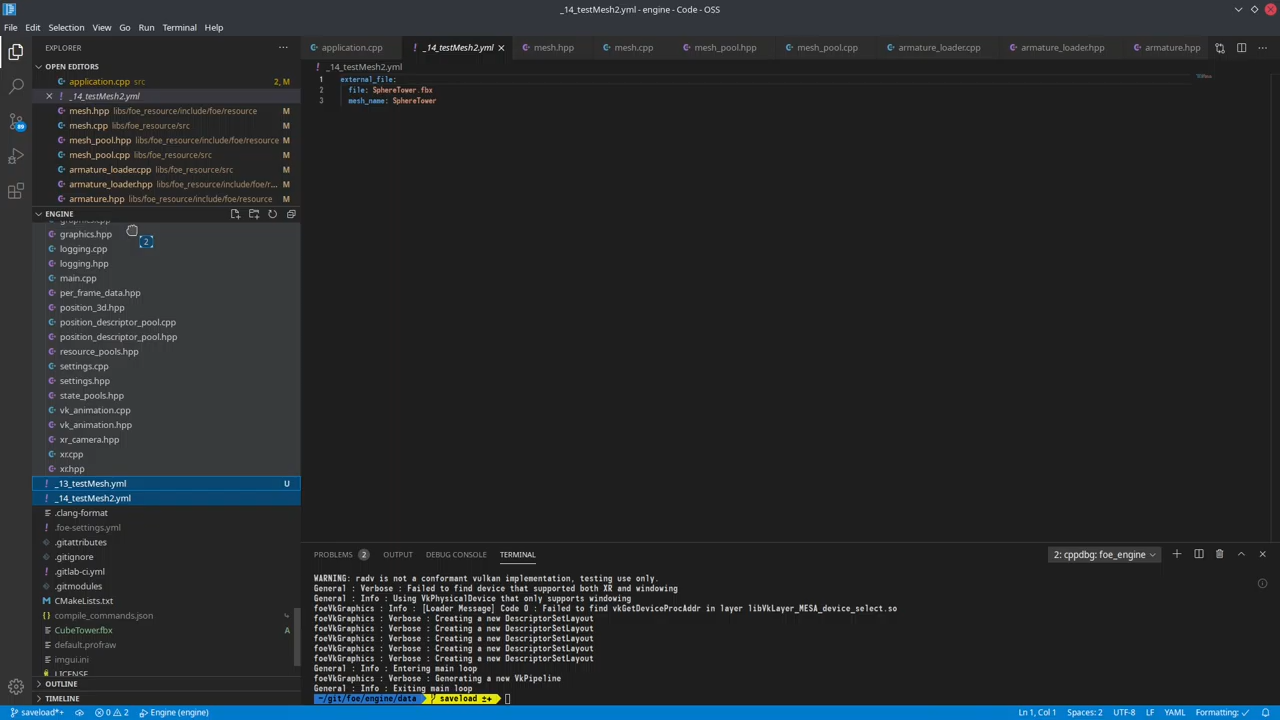 _14_testMesh2.yml - engine - Code - OSS
File Edit Selection View Go Run Terminal Help
EXPLORER
OPEN EDITORS
application.cpp src 2, M
_14_testMesh2.yml
mesh.hpp libs/foe_resource/include/foe/resource M
mesh.cpp libs/foe_resource/src M
mesh_pool.hpp libs/foe_resource/include/foe/resource M
mesh_pool.cpp libs/foe_resource/src M
armature_loader.cpp libs/foe_resource/src M
armature_loader.hpp libs/foe_resource/include/foe/r... M
armature.hpp libs/foe_resource/include/foe/resource M
ENGINE
graphics.cpp
2
graphics.hpp
logging.cpp
logging.hpp
main.cpp
per_frame_data.hpp
position_3d.hpp
position_descriptor_pool.cpp
position_descriptor_pool.hpp
resource_pools.hpp
settings.cpp
settings.hpp
state_pools.hpp
vk_animation.cpp
vk_animation.hpp
xr_camera.hpp
xr.cpp
xr.hpp
_13_testMesh.yml U
_14_testMesh2.yml
.clang-format
.foe-settings.yml
.gitattributes
.gitignore
.gitlab-ci.yml
.gitmodules
CMakeLists.txt
compile_commands.json
CubeTower.fbx A
default.profraw
imgui.ini
LICENSE
OUTLINE
TIMELINE
89
application.cpp _14_testMesh2.yml mesh.hpp mesh.cpp mesh_pool.hpp mesh_pool.cpp armature_loader.cpp armature_loader.hpp armature.hpp
_14_testMesh2.yml
1 external_file:
2 file: SphereTower.fbx
3 mesh_name: SphereTower
PROBLEMS 2 OUTPUT DEBUG CONSOLE TERMINAL 2: cppdbg: foe_engine
WARNING: radv is not a conformant vulkan implementation, testing use only.
General : Verbose : Failed to find device that supported both XR and windowing
General : Info : Using VkPhysicalDevice that only supports windowing
foeVkGraphics : Info : [Loader Message] Code 0 : Failed to find vkGetDeviceProcAddr in layer libVkLayer_MESA_device_select.so
foeVkGraphics : Verbose : Creating a new DescriptorSetLayout
foeVkGraphics : Verbose : Creating a new DescriptorSetLayout
foeVkGraphics : Verbose : Creating a new DescriptorSetLayout
foeVkGraphics : Verbose : Creating a new DescriptorSetLayout
foeVkGraphics : Verbose : Creating a new DescriptorSetLayout
General : Info : Entering main loop
foeVkGraphics : Verbose : Generating a new VkPipeline
General : Info : Exiting main loop
~/git/foe/engine/data saveload ±+
saveload*+ 0 2 Engine (engine) Ln 1, Col 1 Spaces: 2 UTF-8 LF YAML Formatting: ✓